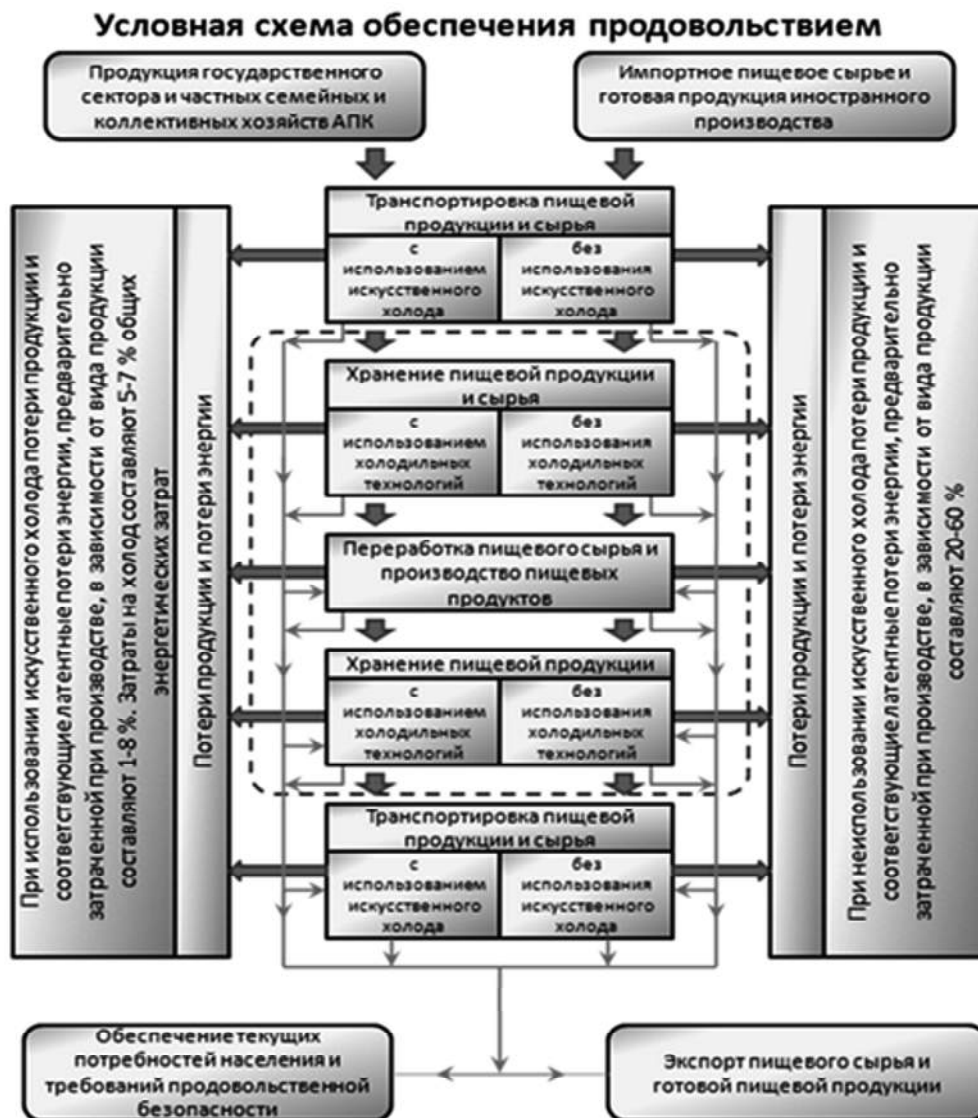 Условная схема обеспечения продовольствием
Продукция государственного
сектора и частных семейных и
коллективных хозяйств АПК
Импортное пищевое сырье и
готовая продукция иностранного
производства
Транспортировка пищевой
продукции и сырья
с
использованием
искусственного
холода
без
использования
искусственного
холода
При использовании искусственного холода потери продукции и
соответствующие латентные потери энергии, предварительно
затраченной при производстве, в зависимости от вида продукции
составляют 1-8 %. Затраты на холод составляют 5-7 % общих
энергетических затрат
Потери продукции и потери энергии
Хранение пищевой продукции
и сырья
с
использованием
холодильных
технологий
без
использования
холодильных
технологий
Переработка пищевого сырья и
производство пищевых
продуктов
Хранение пищевой продукции
с
использованием
холодильных
технологий
без
использования
холодильных
технологий
Транспортировка пищевой
продукции и сырья
с
использованием
искусственного
холода
без
использования
искусственного
холода
Потери продукции и потери энергии
При неиспользовании искусственного холода потери продукции и
соответствующие латентные потери энергии, предварительно
затраченной при производстве, в зависимости от вида продукции
составляют 20-60 %
Обеспечение текущих
потребностей населения и
требований продовольственной
безопасности
Экспорт пищевого сырья и
готовой пищевой продукции